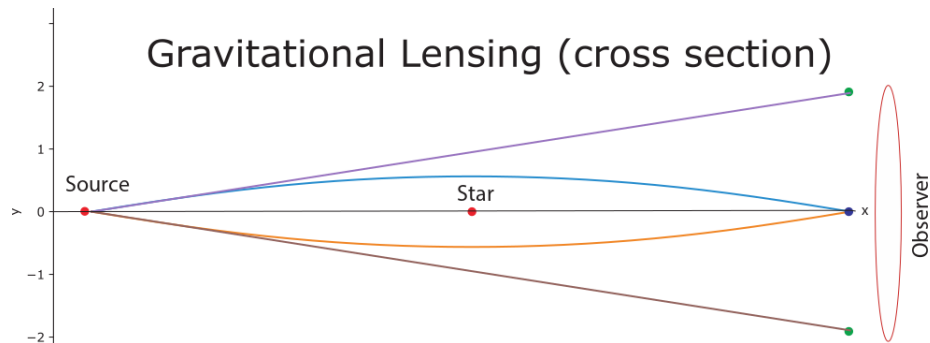 Gravitational Lensing (cross section)
2
1
Source
Star
y
0
x
Observer
−1
−2